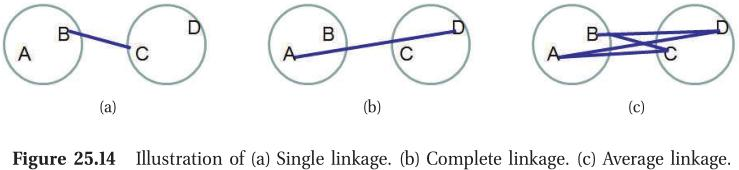 A B C D
A B C D
A B C D
(a) (b) (c)
Figure 25.14 Illustration of (a) Single linkage. (b) Complete linkage. (c) Average linkage.